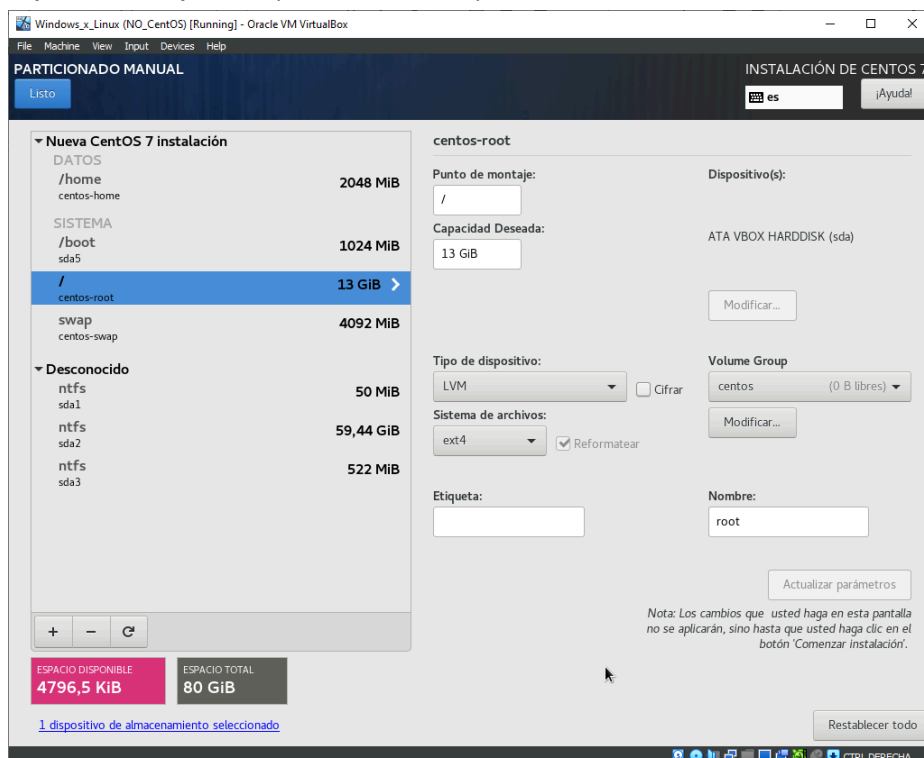 Windows_x_Linux (NO_CentOS) [Running] - Oracle VM VirtualBox
File Machine View Input Devices Help
PARTICIONADO MANUAL
INSTALACIÓN DE CENTOS 7
Listo
es
¡Ayuda!
Nueva CentOS 7 instalación
DATOS
/home
2048 MiB
centos-home
SISTEMA
/boot
1024 MiB
sda5
/
13 GiB
centos-root
swap
4092 MiB
centos-swap
Desconocido
ntfs
50 MiB
sda1
ntfs
59,44 GiB
sda2
ntfs
522 MiB
sda3
+ −
ESPACIO DISPONIBLE
4796,5 KiB
ESPACIO TOTAL
80 GiB
1 dispositivo de almacenamiento seleccionado
centos-root
Punto de montaje:
/
Capacidad Deseada:
13 GiB
Dispositivo(s):
ATA VBOX HARDDISK (sda)
Modificar...
Tipo de dispositivo:
LVM
Cifrar
Sistema de archivos:
ext4
Reformatear
Volume Group
centos (0 B libres)
Modificar...
Etiqueta:
Nombre:
root
Actualizar parámetros
Nota: Los cambios que usted haga en esta pantalla
no se aplicarán, sino hasta que usted haga clic en el
botón 'Comenzar instalación'.
Restablecer todo
CTRL DERECHA